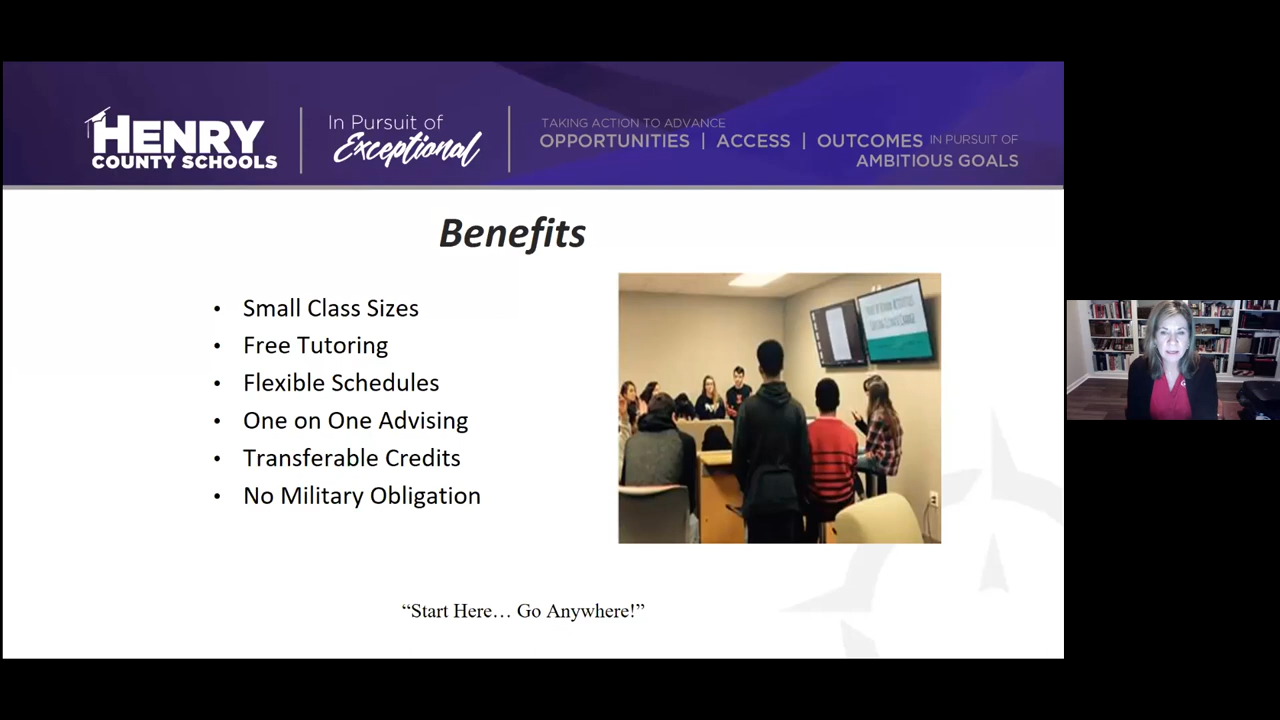 HENRY
COUNTY SCHOOLS
In Pursuit of
Exceptional
TAKING ACTION TO ADVANCE
OPPORTUNITIES | ACCESS | OUTCOMES IN PURSUIT OF
AMBITIOUS GOALS
Benefits
• Small Class Sizes
• Free Tutoring
• Flexible Schedules
• One on One Advising
• Transferable Credits
• No Military Obligation
“Start Here… Go Anywhere!”